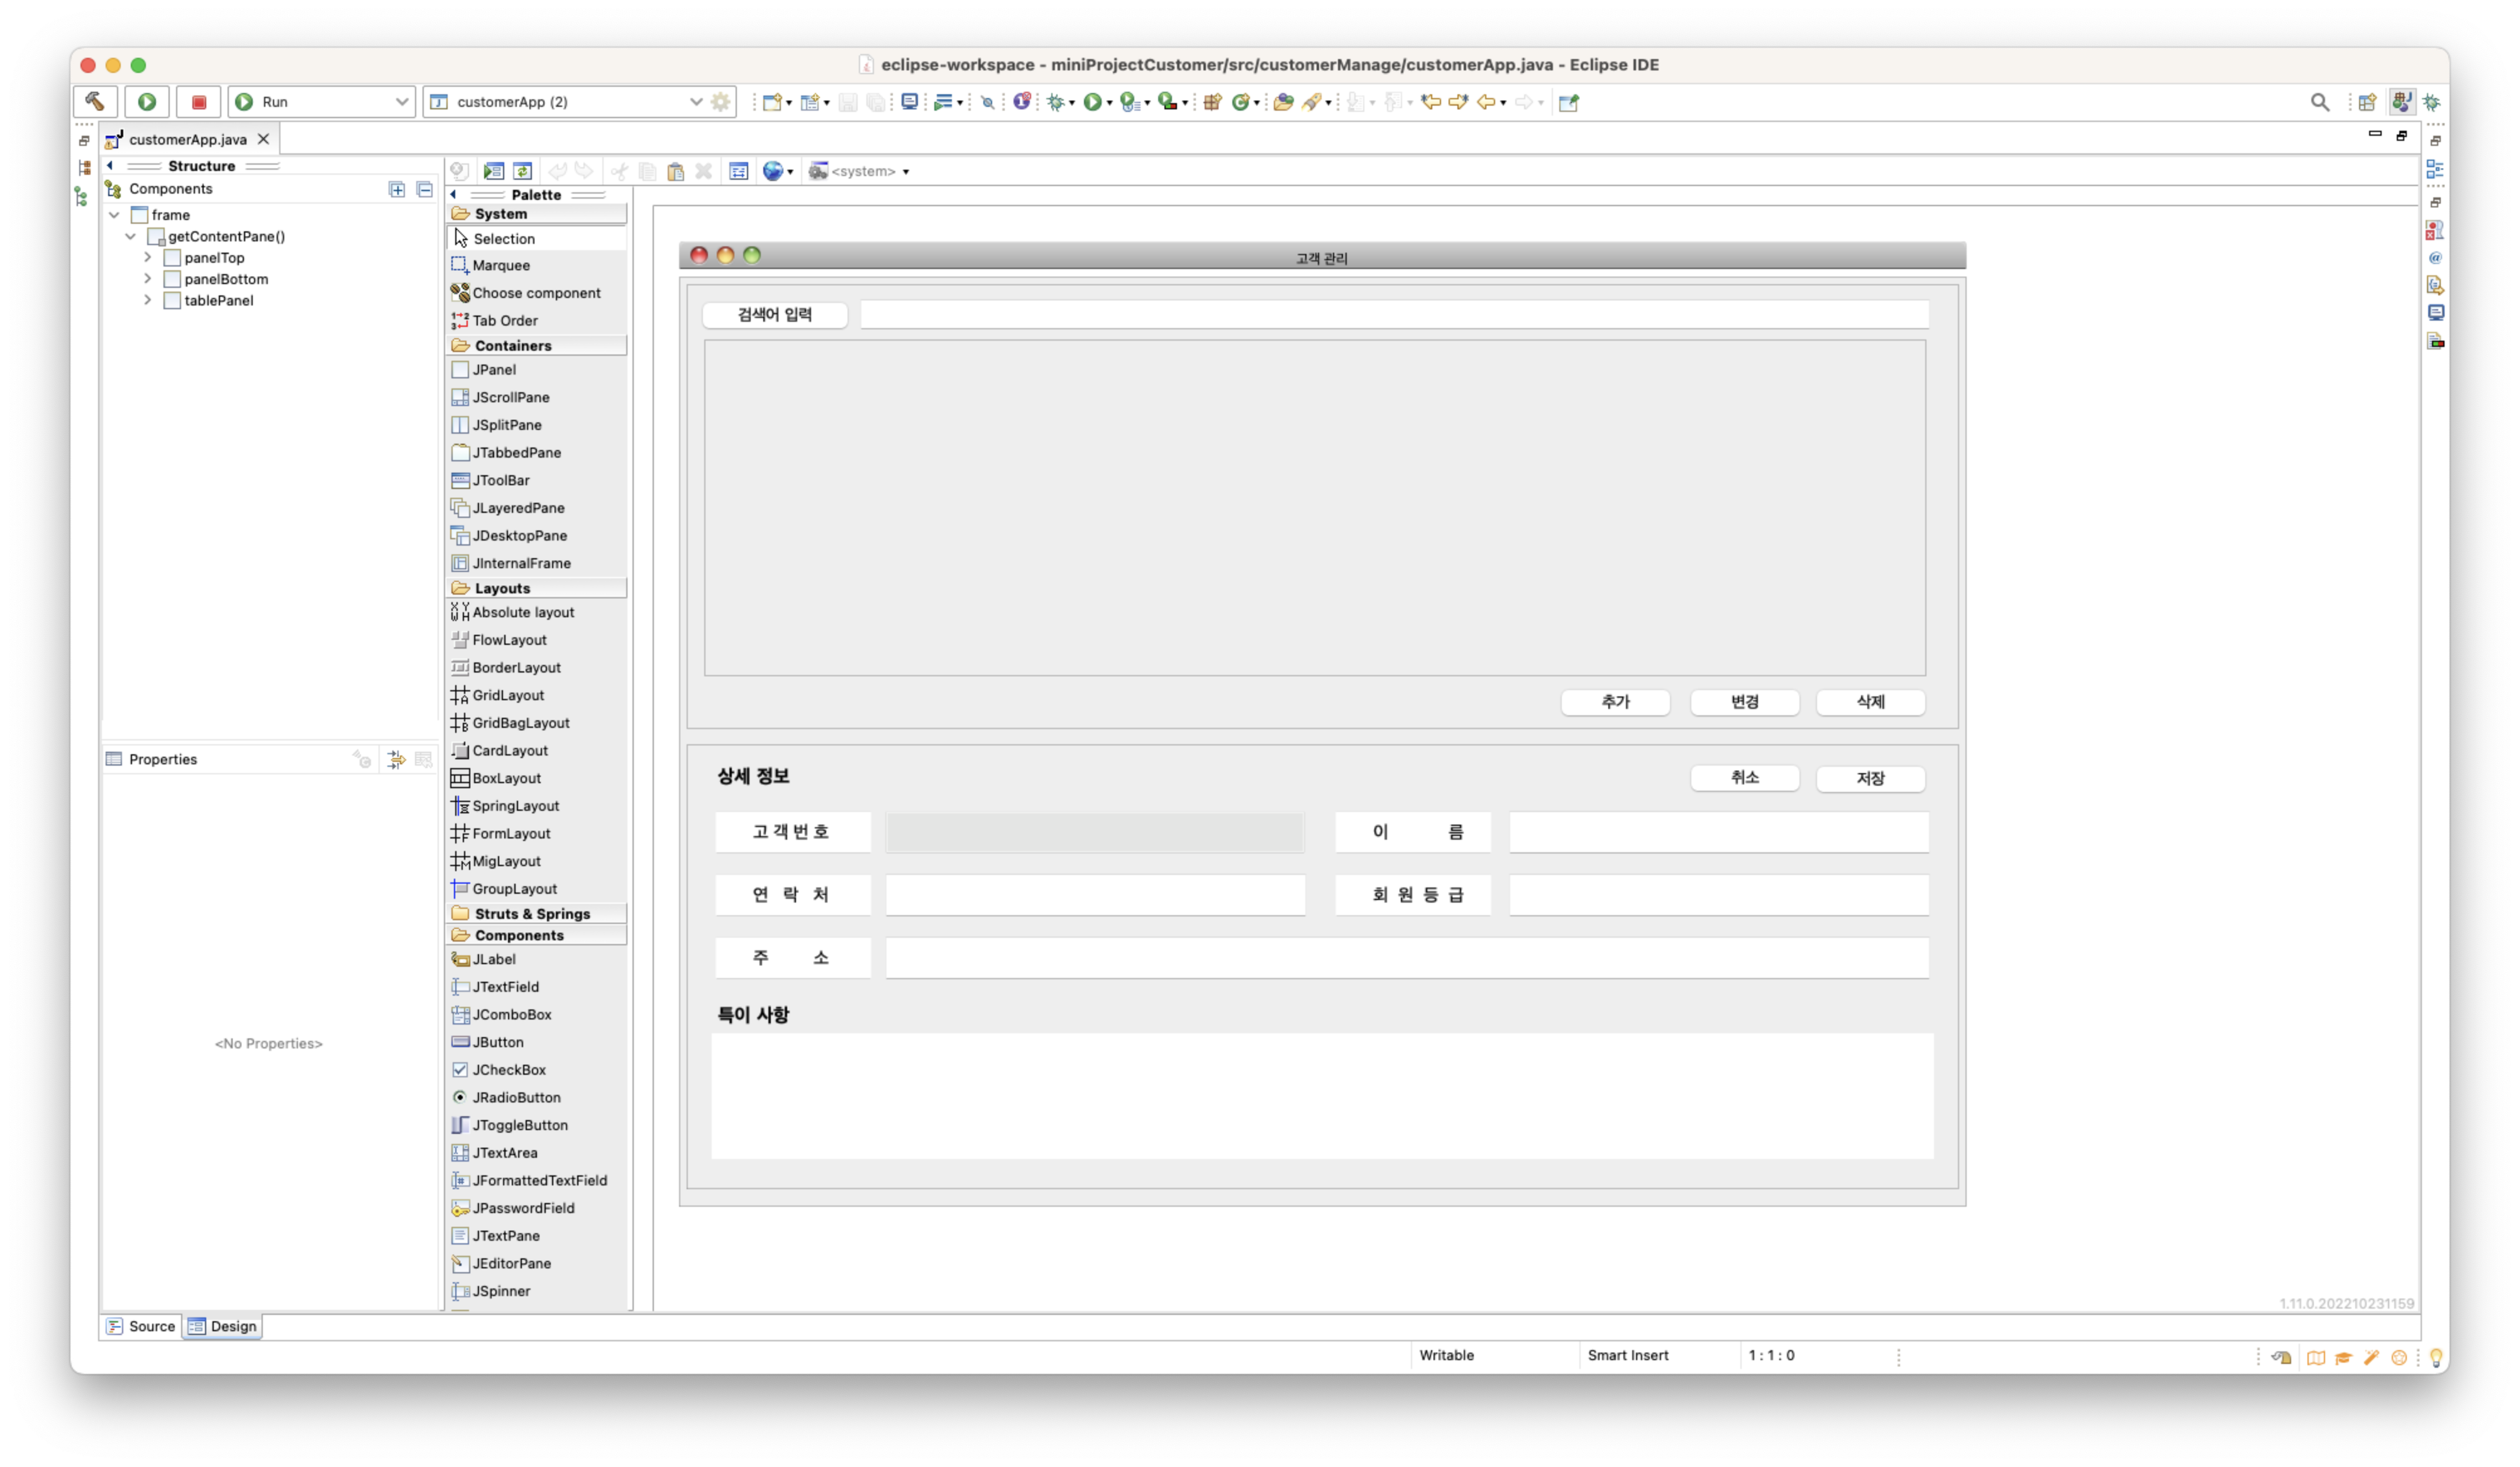 eclipse-workspace - miniProjectCustomer/src/customerManage/customerApp.java - Eclipse IDE
Run
customerApp (2)
customerApp.java
Structure
Components
frame
getContentPane()
panelTop
panelBottom
tablePanel
Properties
<No Properties>
<system>
Palette
System
Selection
Marquee
Choose component
Tab Order
Containers
JPanel
JScrollPane
JSplitPane
JTabbedPane
JToolBar
JLayeredPane
JDesktopPane
JInternalFrame
Layouts
Absolute layout
FlowLayout
BorderLayout
GridLayout
GridBagLayout
CardLayout
BoxLayout
SpringLayout
FormLayout
MigLayout
GroupLayout
Struts & Springs
Components
JLabel
JTextField
JComboBox
JButton
JCheckBox
JRadioButton
JToggleButton
JTextArea
JFormattedTextField
JPasswordField
JTextPane
JEditorPane
JSpinner
고객 관리
검색어 입력
추가 변경 삭제
상세 정보 취소 저장
고 객 번 호 이 름
연 락 처 회 원 등 급
주 소
특이 사항
1.11.0.202210231159
Source Design
Writable Smart Insert 1 : 1 : 0